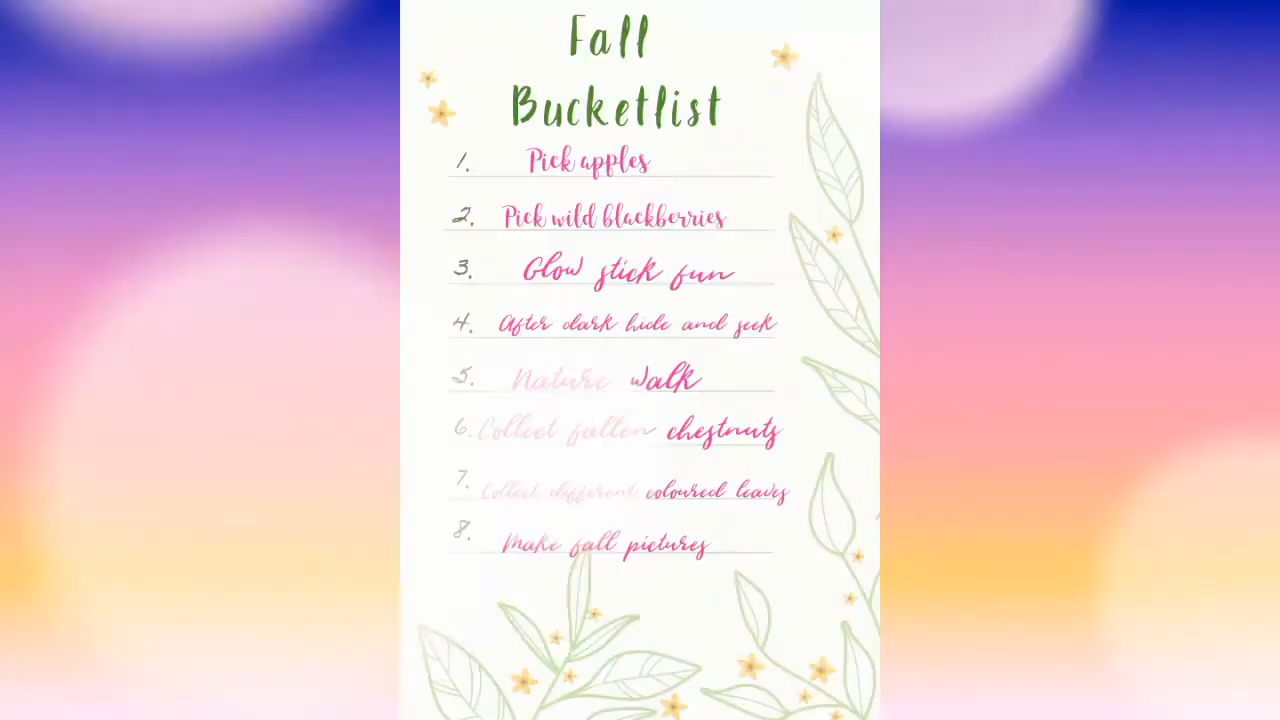 Fall
Bucketlist
1. Pick apples
2. Pick wild blackberries
3. Glow stick fun
4. After dark hide and seek
5. Nature walk
6. Collect fallen chestnuts
7. Collect different coloured leaves
8. Make fall pictures